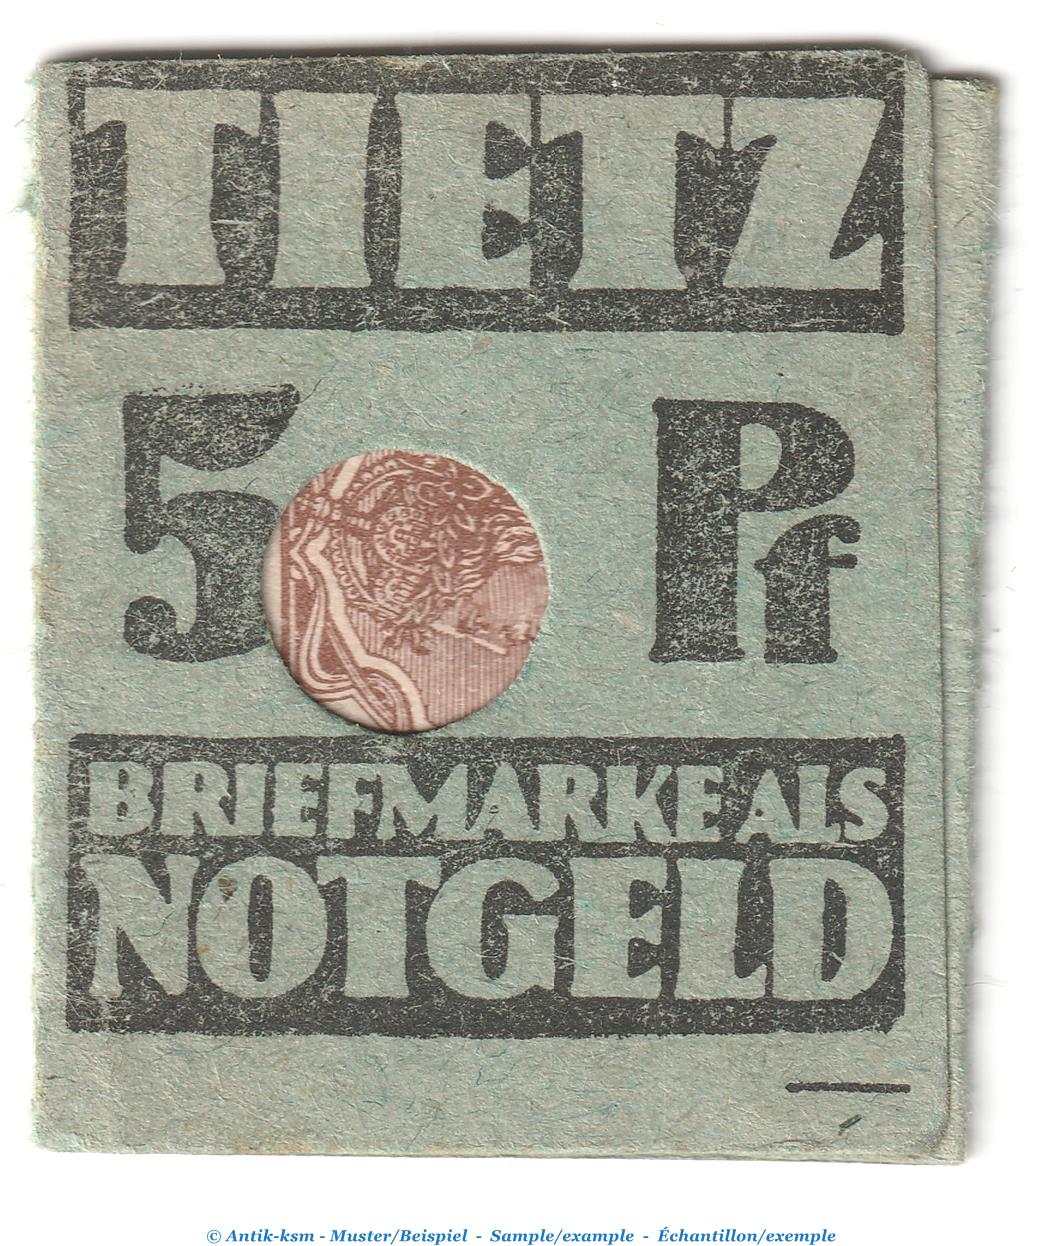 TIETZ
5 Pf
BRIEFMARKE ALS
NOTGELD
© Antik-ksm - Muster/Beispiel - Sample/example - Échantillon/exemple